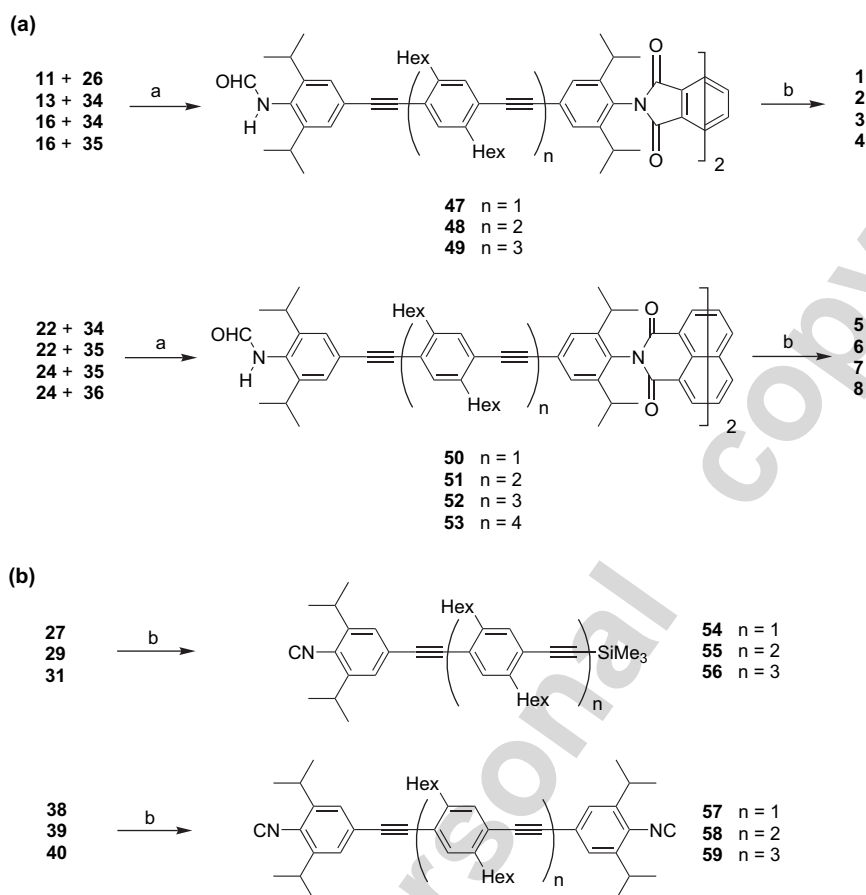 (a)
11 + 26
13 + 34
16 + 34
16 + 35
a
OHC
N
H
Hex
Hex
n
N
O
O
2
b
1
2
3
4
47 n = 1
48 n = 2
49 n = 3
22 + 34
22 + 35
24 + 35
24 + 36
a
OHC
N
H
Hex
Hex
n
N
O
O
2
b
5
6
7
8
50 n = 1
51 n = 2
52 n = 3
53 n = 4
(b)
27
29
31
b
CN
Hex
Hex
n
SiMe3
54 n = 1
55 n = 2
56 n = 3
38
39
40
b
CN
Hex
Hex
n
NC
57 n = 1
58 n = 2
59 n = 3